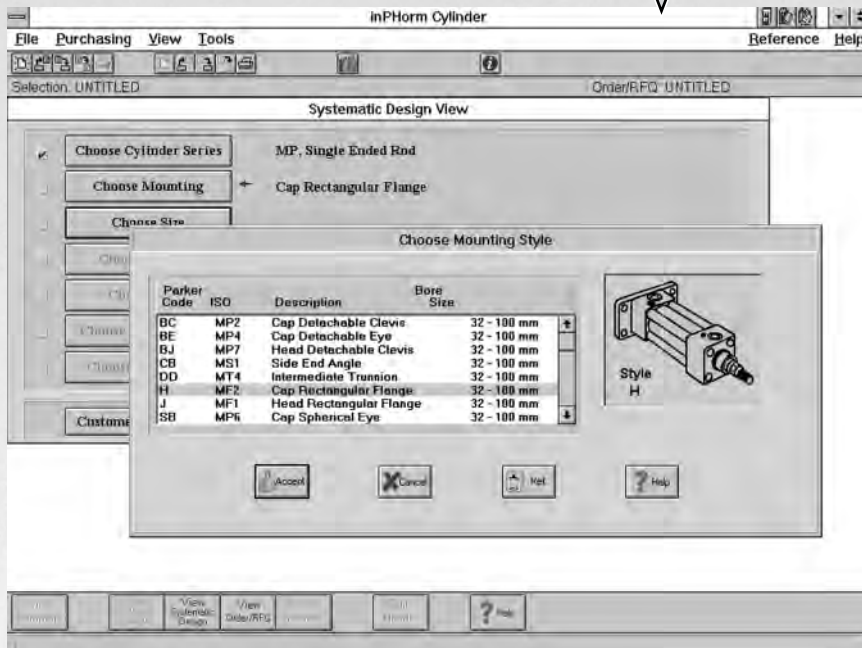 inPHorm Cylinder
File Purchasing View Tools Reference Help
Selection: UNTITLED Order/RFQ: UNTITLED
Systematic Design View
Choose Cylinder Series MP, Single Ended Rod
Choose Mounting Cap Rectangular Flange
Choose Size
Choose Mounting Style
Parker Code ISO Description Bore Size
BC MP2 Cap Detachable Clevis 32 - 100 mm
BE MP4 Cap Detachable Eye 32 - 100 mm
BJ MP7 Head Detachable Clevis 32 - 100 mm
CB MS1 Side End Angle 32 - 100 mm
DD MT4 Intermediate Trunnion 32 - 100 mm
H MF2 Cap Rectangular Flange 32 - 100 mm
J MF1 Head Rectangular Flange 32 - 100 mm
SB MP6 Cap Spherical Eye 32 - 100 mm
Style
H
Custome
Accept Cancel Ref. Help
View Systematic Design View Order/RFQ Help